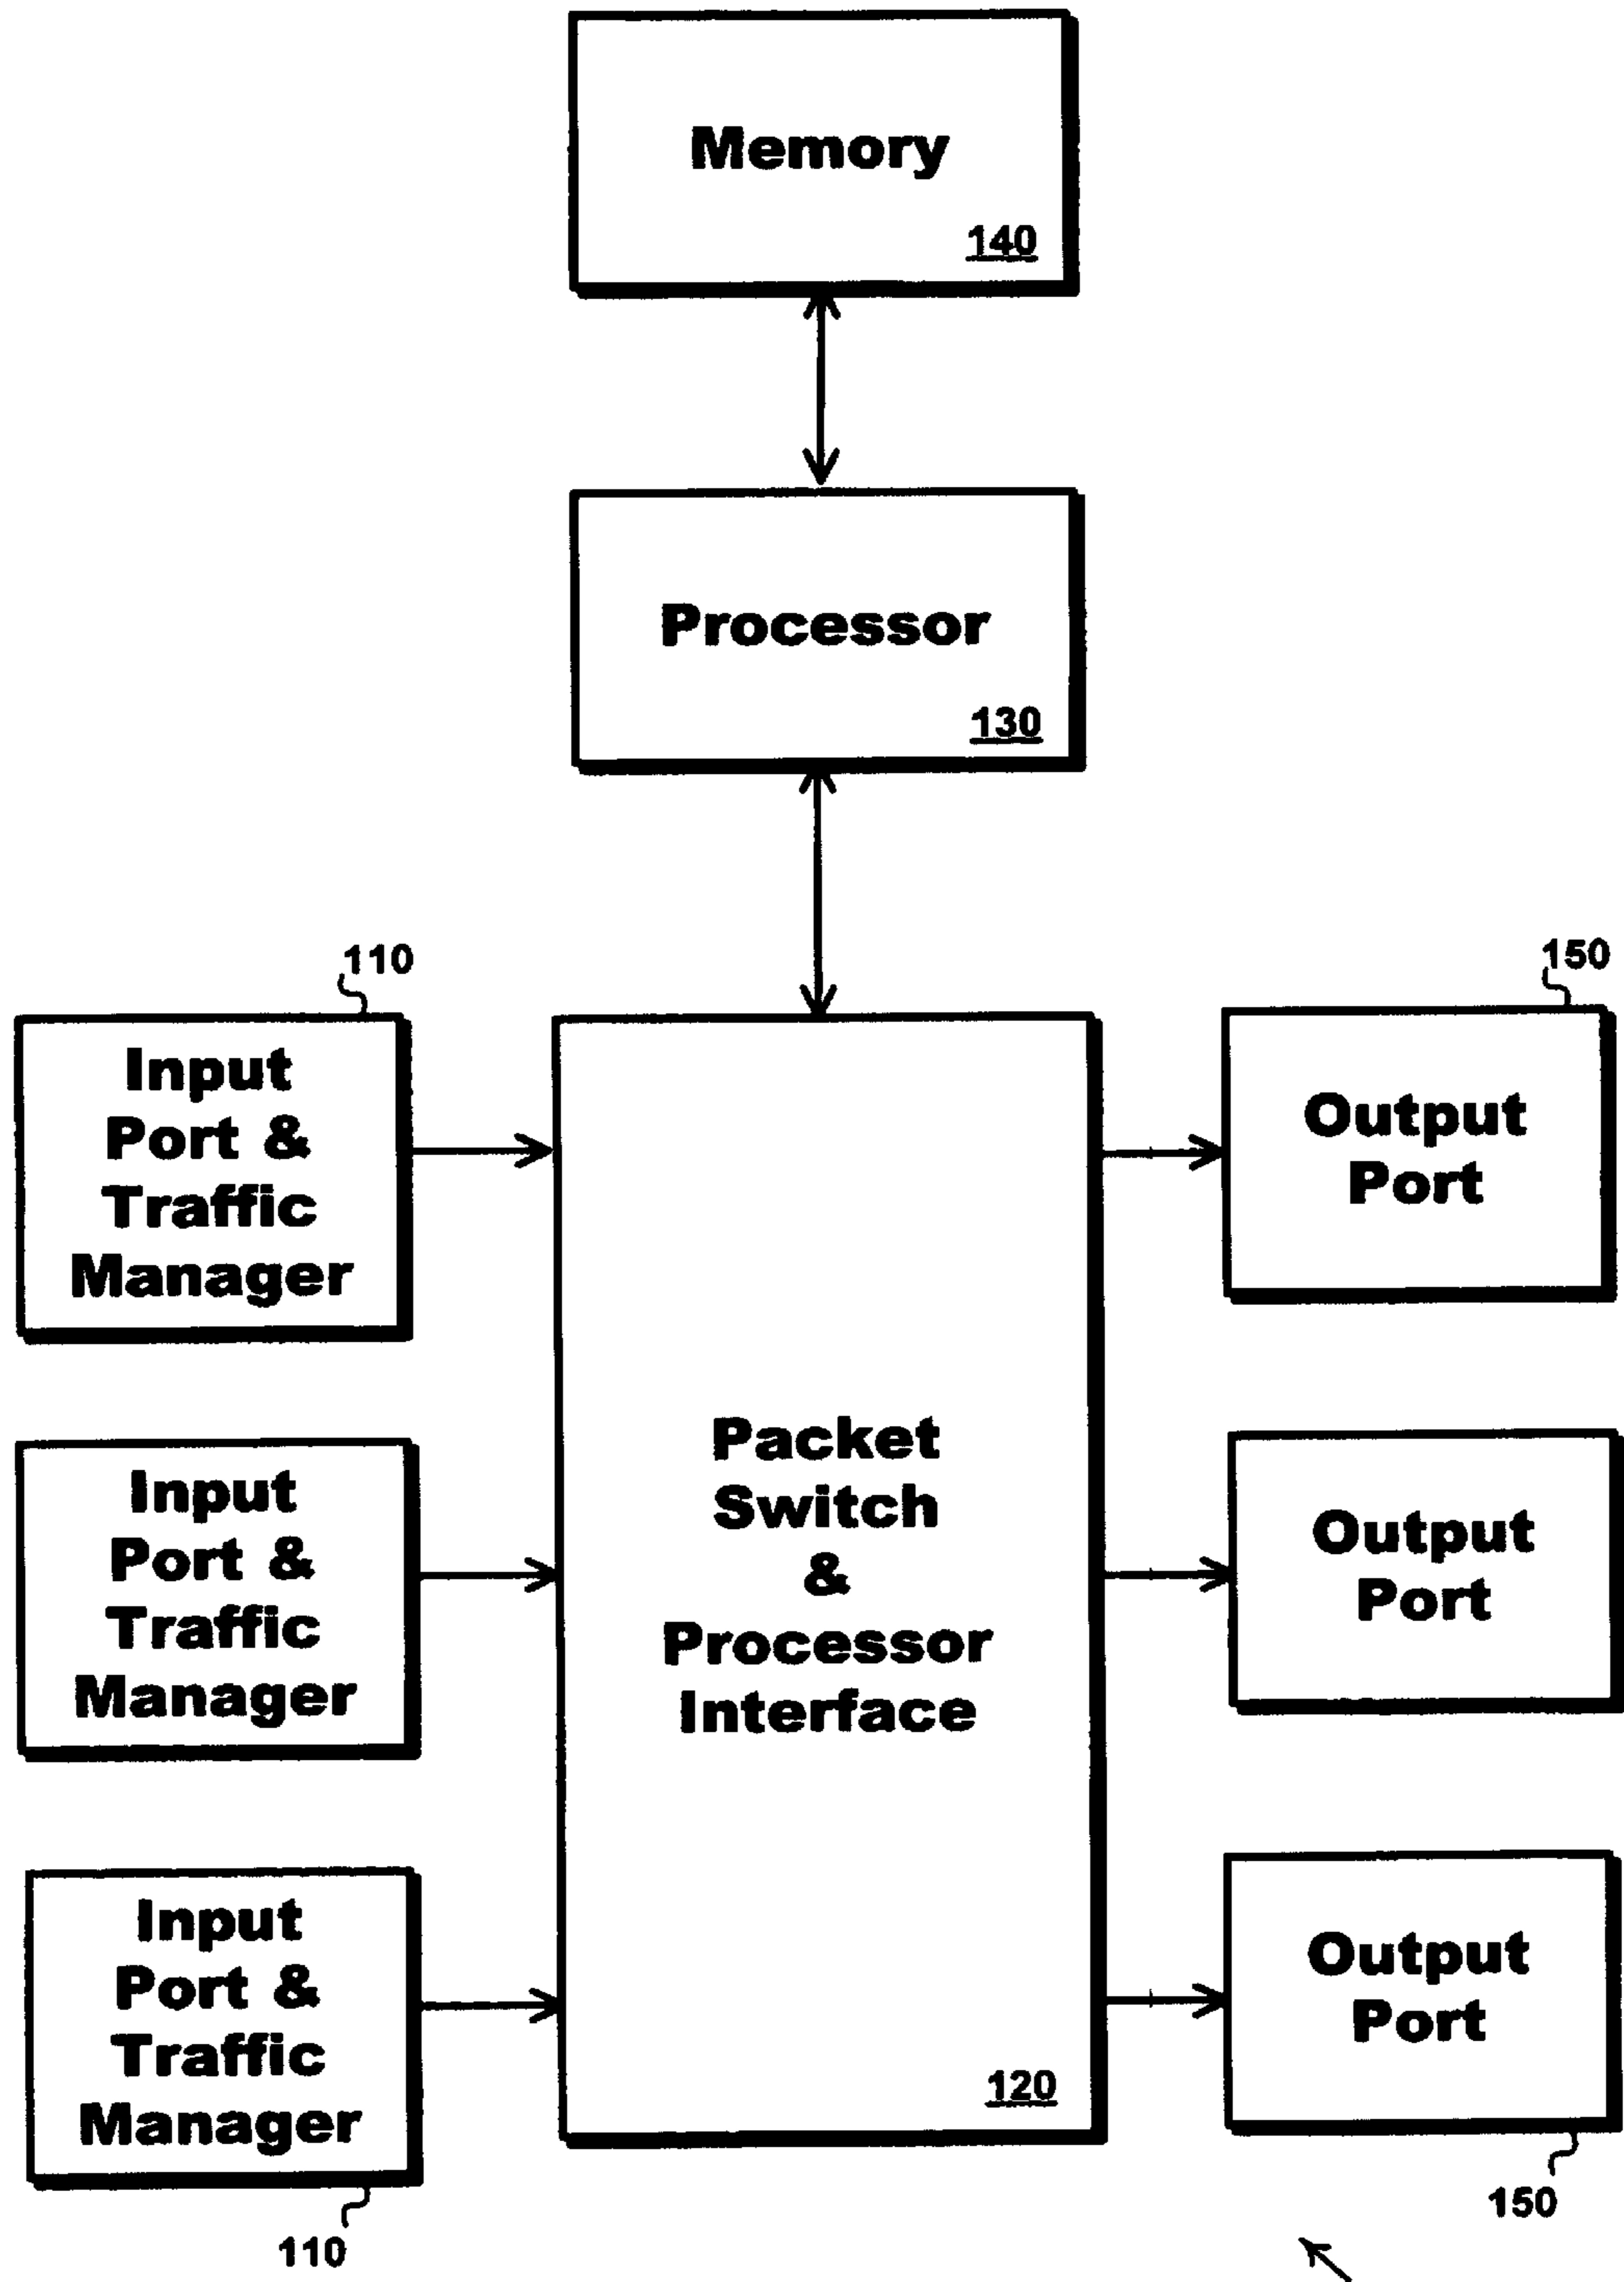 Memory
140
Processor
130
110
150
Input
Port &
Traffic
Manager
Output
Port
Input
Port &
Traffic
Manager
Packet
Switch
&
Processor
Interface
120
Output
Port
Input
Port &
Traffic
Manager
Output
Port
110
150